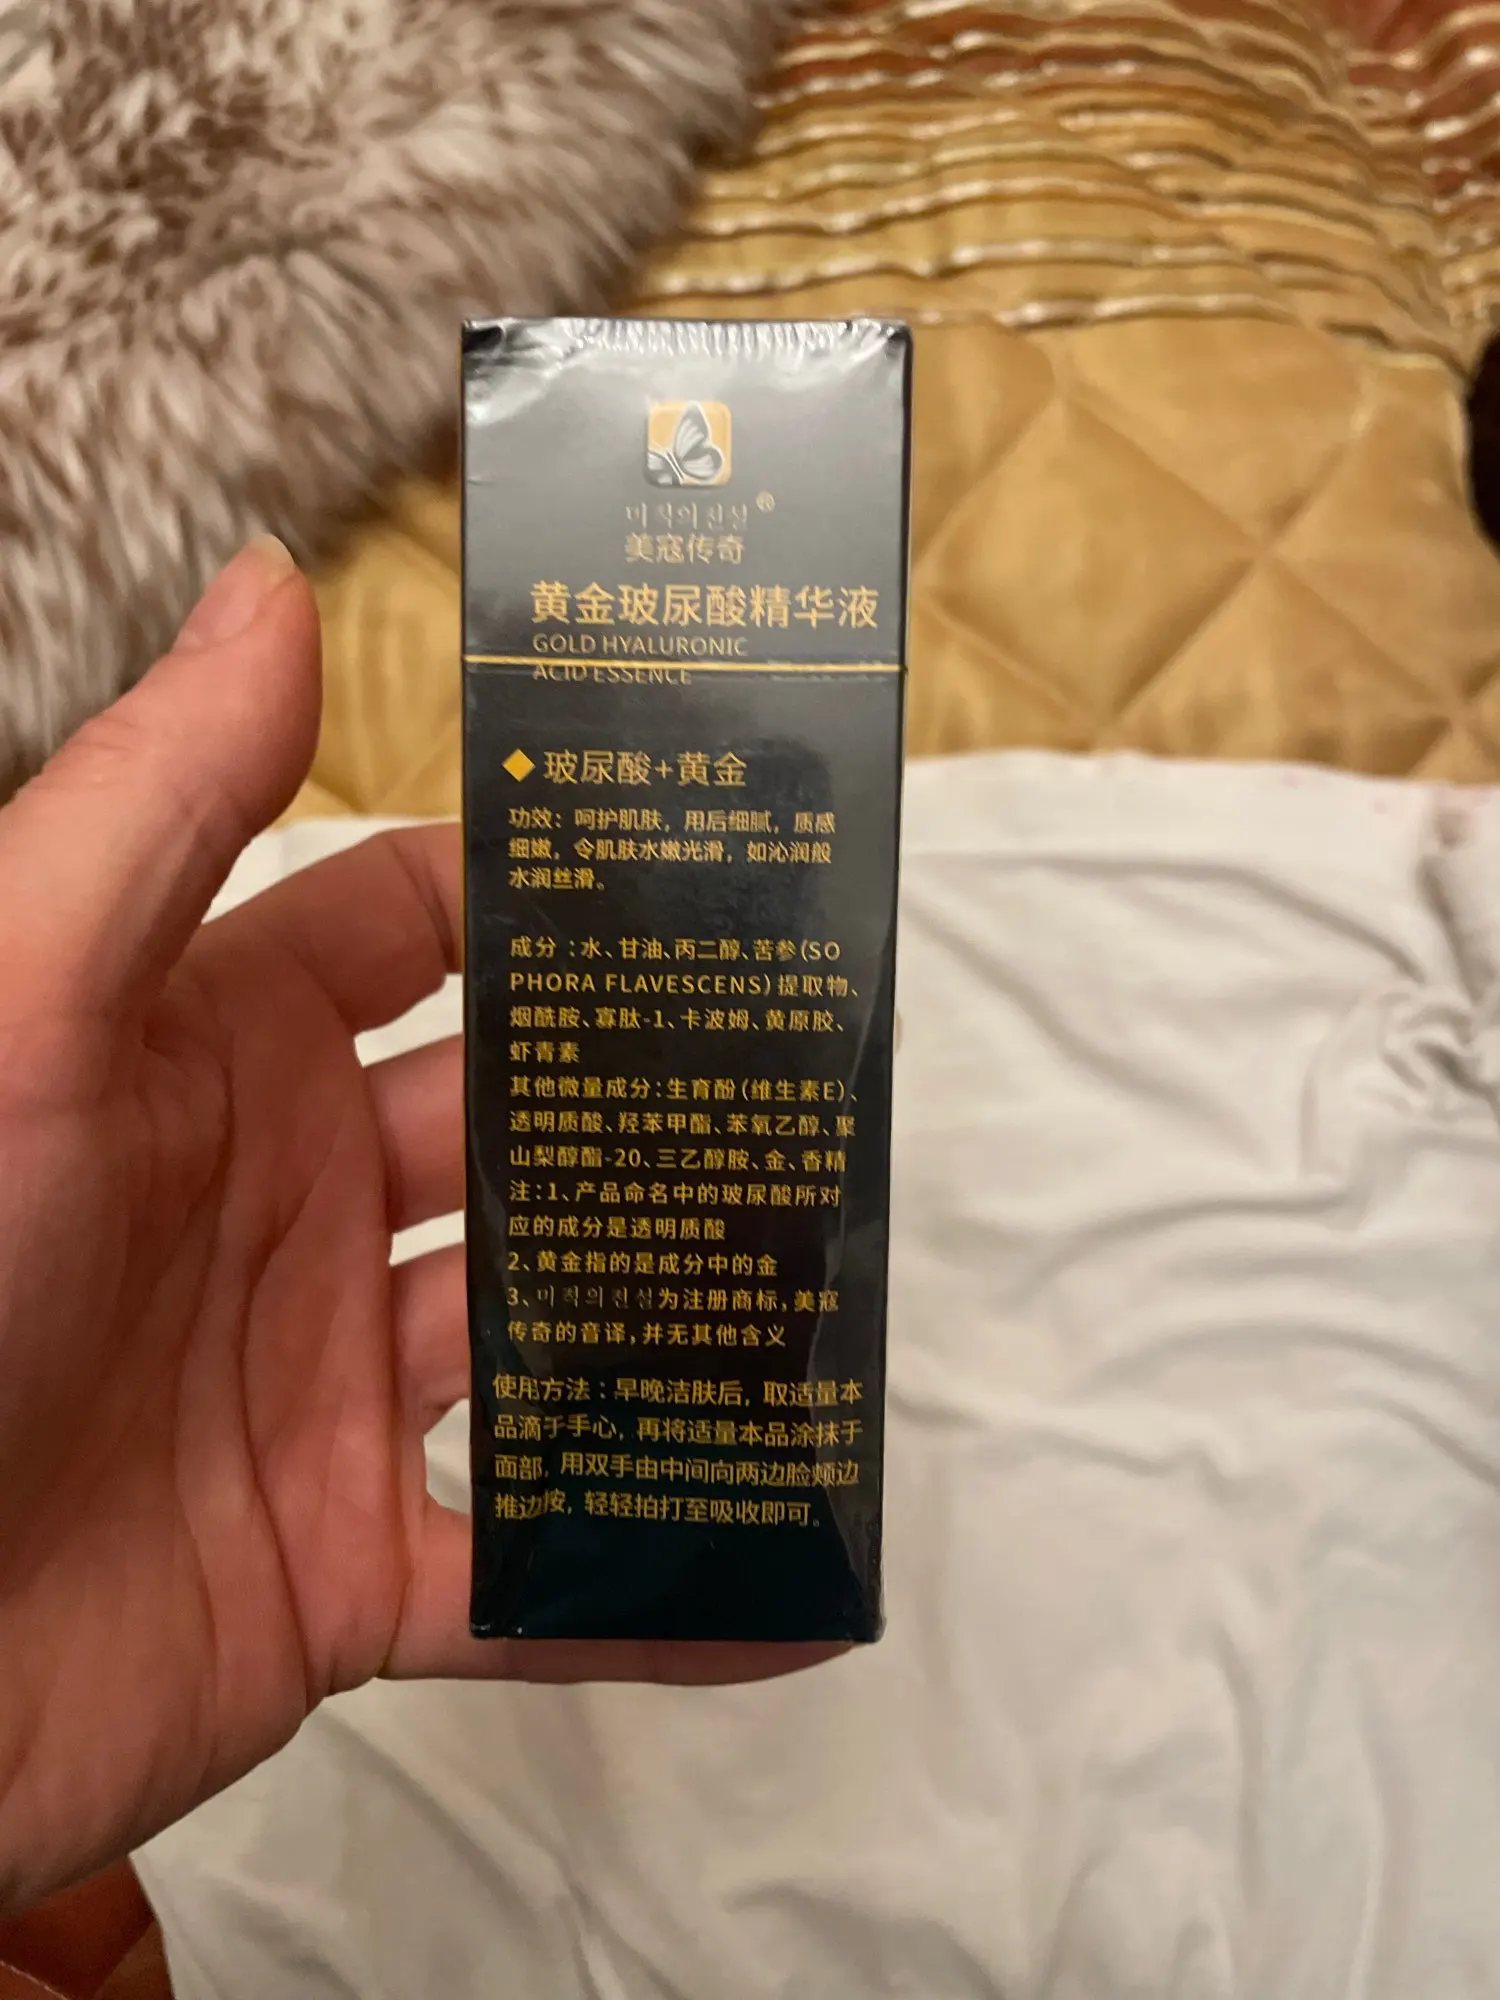 미적의전설®
美寇传奇
黄金玻尿酸精华液
GOLD HYALURONIC
ACID ESSENCE
◆玻尿酸+黄金
功效：呵护肌肤，用后细腻，质感
细嫩，令肌肤水嫩光滑，如沁润般
水润丝滑。
成分：水、甘油、丙二醇、苦参(SO
PHORA FLAVESCENS)提取物、
烟酰胺、寡肽-1、卡波姆、黄原胶、
虾青素
其他微量成分：生育酚(维生素E)、
透明质酸、羟苯甲酯、苯氧乙醇、聚
山梨醇酯-20、三乙醇胺、金、香精
注：1、产品命名中的玻尿酸所对
应的成分是透明质酸
2、黄金指的是成分中的金
3、미적의전설为注册商标，美寇
传奇的音译，并无其他含义
使用方法：早晚洁肤后，取适量本
品滴于手心，再将适量本品涂抹于
面部，用双手由中间向两边脸颊边
推边按，轻轻拍打至吸收即可。